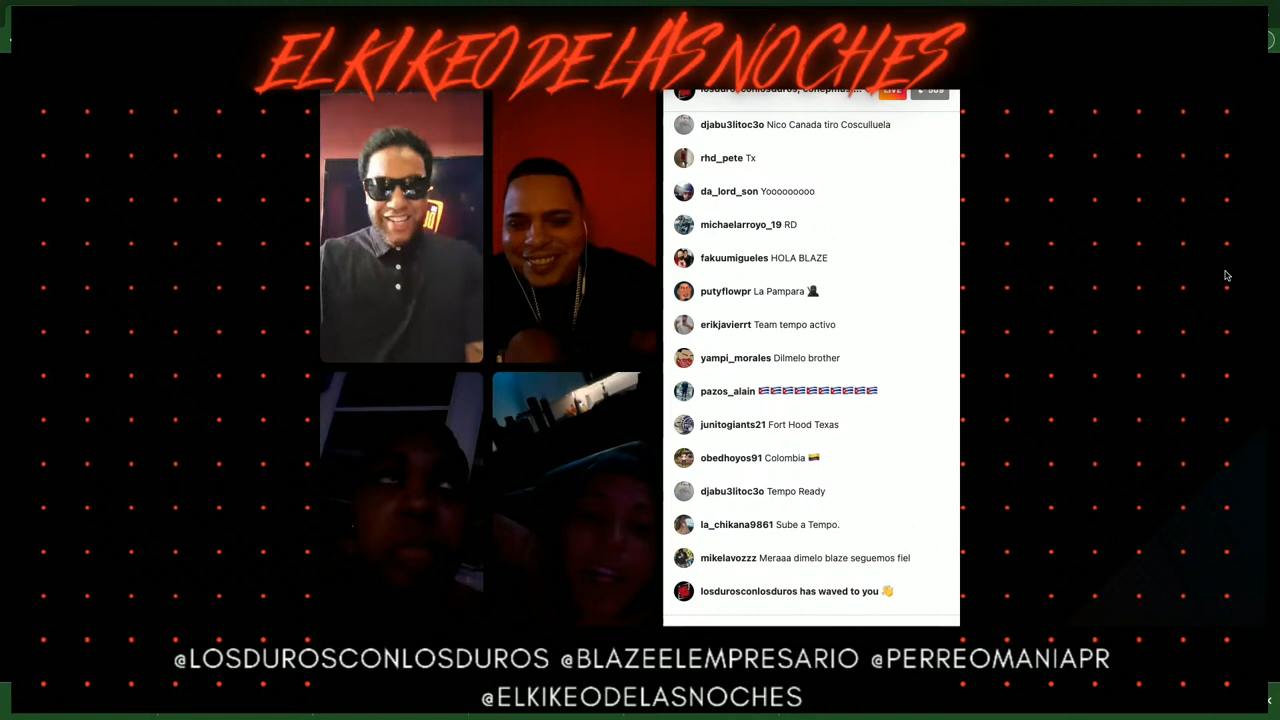 EL KIKEO DE LAS NOCHES
LIVE
djabu3litoc3o Nico Canada tiro Cosculluela
rhd_pete Tx
da_lord_son Yooooooooo
michaelarroyo_19 RD
fakuumigueles HOLA BLAZE
putyflowpr La Pampara
erikjavierrt Team tempo activo
yampi_morales Dilmelo brother
pazos_alain 🇨🇺🇨🇺🇨🇺🇨🇺🇨🇺🇨🇺🇨🇺🇨🇺🇨🇺🇨🇺
junitogiants21 Fort Hood Texas
obedhoyos91 Colombia 🇨🇴
djabu3litoc3o Tempo Ready
la_chikana9861 Sube a Tempo.
mikelavozzz Meraaa dimelo blaze seguemos fiel
losdurosconlosduros has waved to you 👋
@LOSDUROSCONLOSDUROS @BLAZEELEMPRESARIO @PERREOMANIAPR
@ELKIKEODELASNOCHES